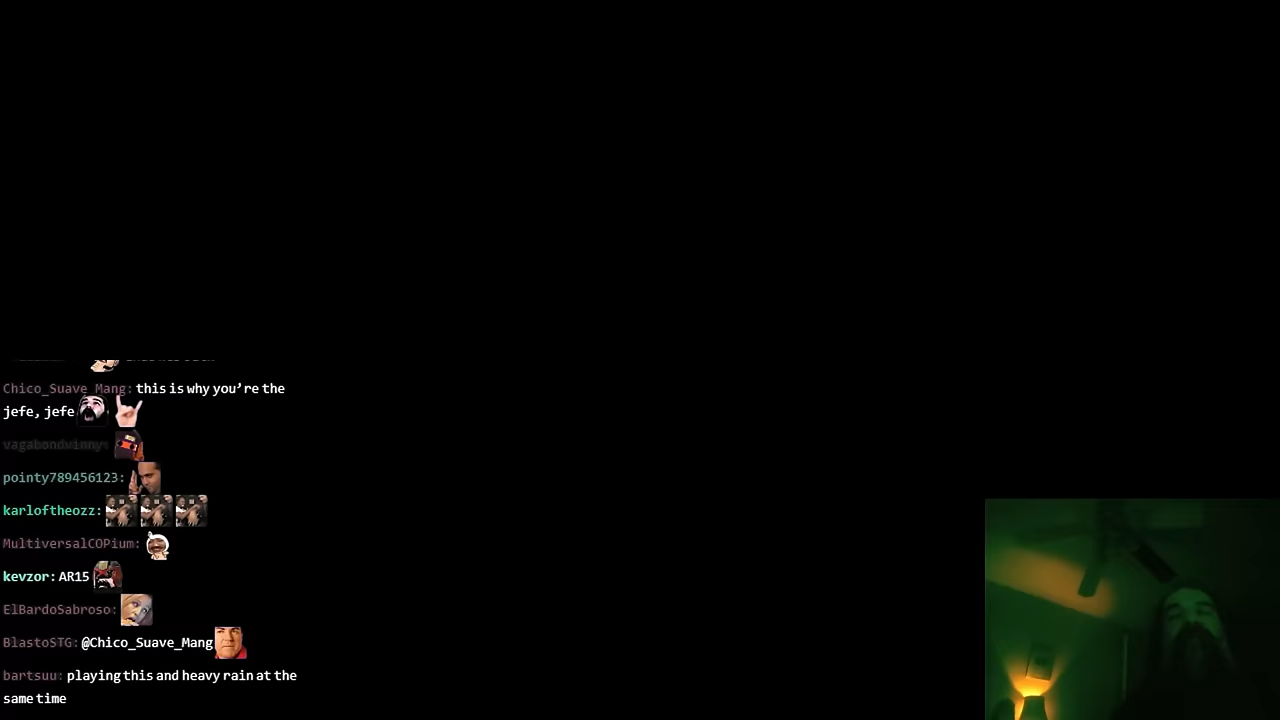 Chico_Suave_Mang: this is why you're the
jefe, jefe
vagabondvinnys
pointy789456123:
karloftheozz:
MultiversalCOPium:
kevzor: AR15
ElBardoSabroso:
BlastoSTG: @Chico_Suave_Mang
bartsuu: playing this and heavy rain at the
same time